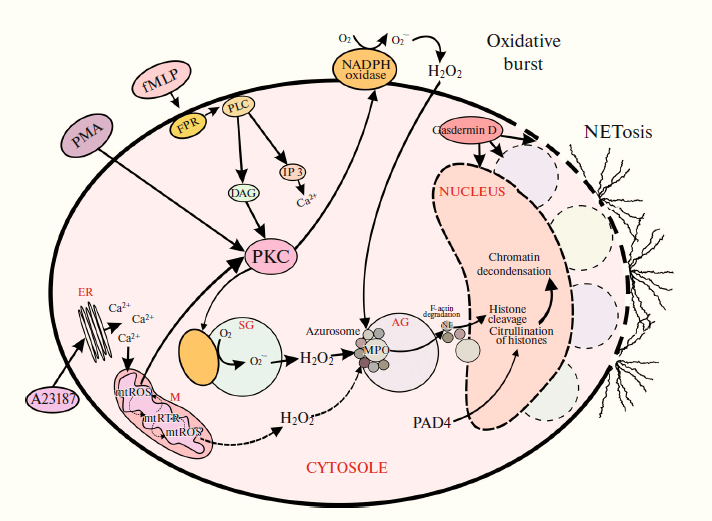 O₂
O₂⁻
Oxidative
burst
NADPH
oxidase
H₂O₂
fMLP
PMA
FPR
PLC
Gasdermin D
NETosis
IP 3
DAG
Ca²⁺
NUCLEUS
PKC
Chromatin
decondensation
ER
Ca²⁺
Ca²⁺
Ca²⁺
SG
O₂
O₂⁻
H₂O₂
Azurosome
AG
MPO
F-actin
degradation
NE
Histone
cleavage
Citrullination
of histones
A23187
mtROS
M
mtRTR
mtROS
H₂O₂
PAD4
CYTOSOLE